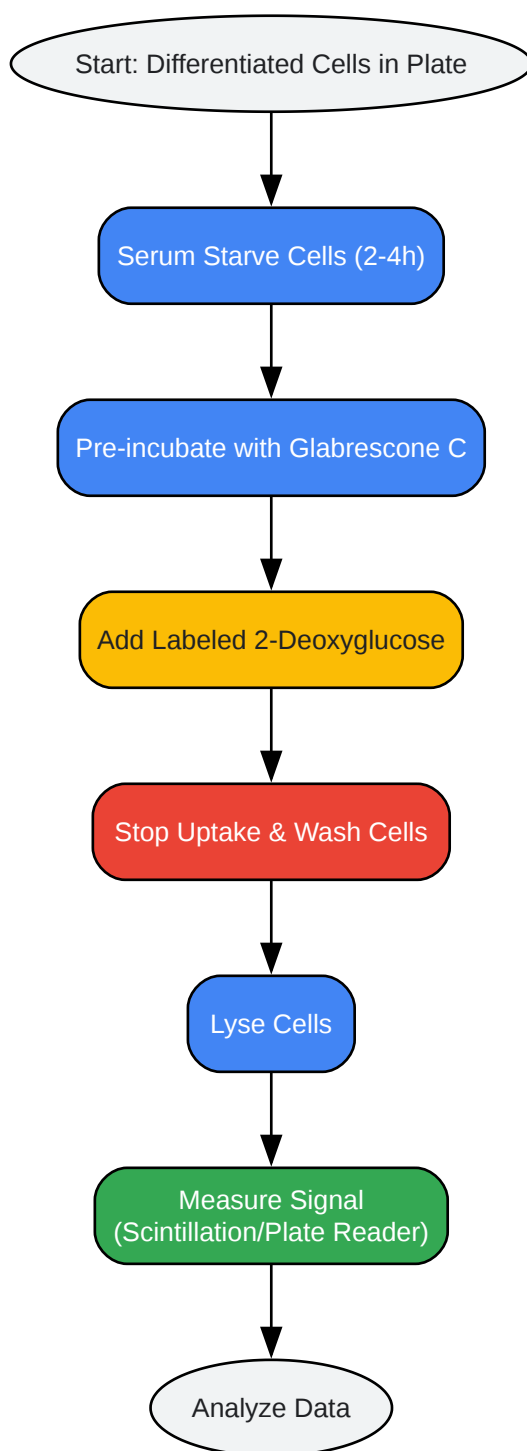 Start: Differentiated Cells in Plate
Serum Starve Cells (2-4h)
Pre-incubate with Glabrescone C
Add Labeled 2-Deoxyglucose
Stop Uptake & Wash Cells
Lyse Cells
Measure Signal
(Scintillation/Plate Reader)
Analyze Data